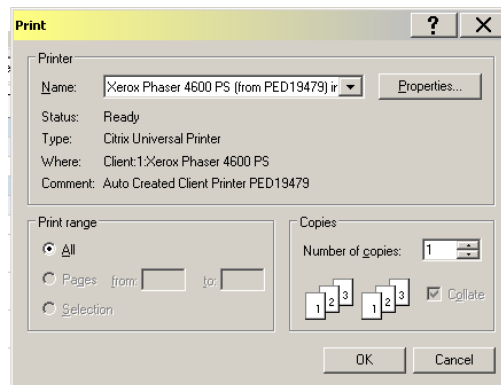 Print ?
Printer
Name: Xerox Phaser 4600 PS (from PED19479) ir Properties...
Status: Ready
Type: Citrix Universal Printer
Where: Client:1:Xerox Phaser 4600 PS
Comment: Auto Created Client Printer PED19479
Print range
All
Pages from: to:
Selection
Copies
Number of copies: 1
1 2 3 1 2 3 Collate
OK Cancel